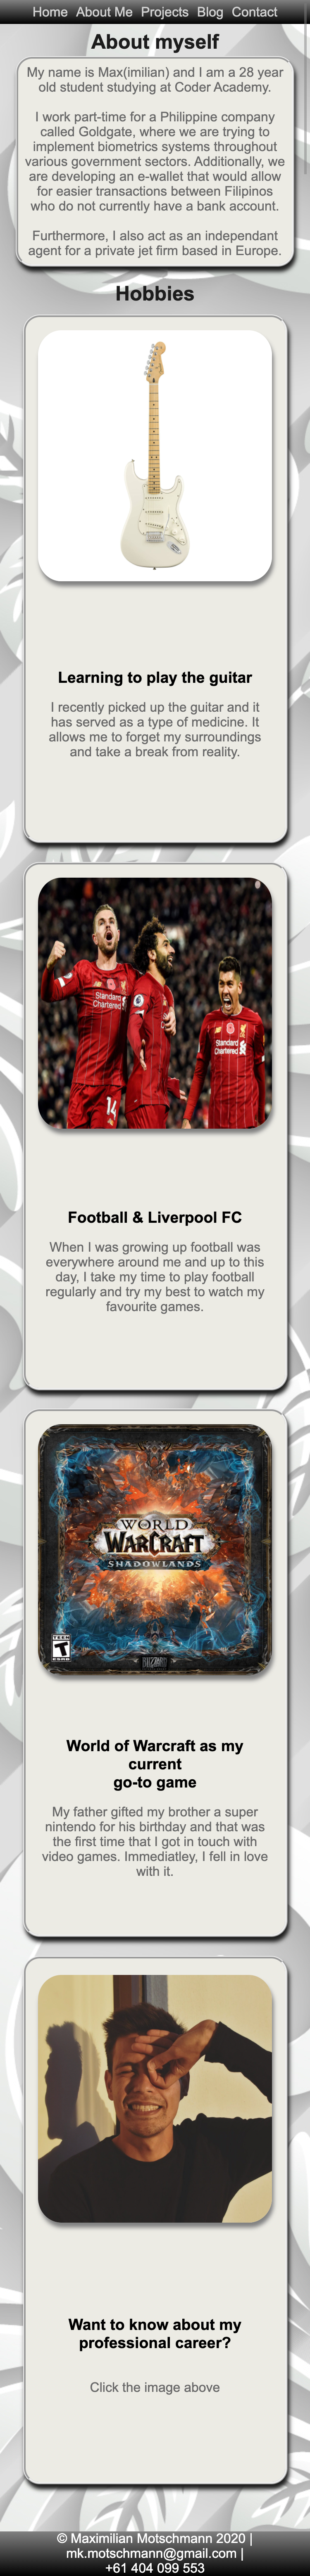 Home About Me Projects Blog Contact
About myself
My name is Max(imilian) and I am a 28 year
old student studying at Coder Academy.
I work part-time for a Philippine company
called Goldgate, where we are trying to
implement biometrics systems throughout
various government sectors. Additionally, we
are developing an e-wallet that would allow
for easier transactions between Filipinos
who do not currently have a bank account.
Furthermore, I also act as an independant
agent for a private jet firm based in Europe.
Hobbies
Learning to play the guitar
I recently picked up the guitar and it
has served as a type of medicine. It
allows me to forget my surroundings
and take a break from reality.
Standard
Chartered
Standard
Chartered
14
Football & Liverpool FC
When I was growing up football was
everywhere around me and up to this
day, I take my time to play football
regularly and try my best to watch my
favourite games.
WORLD
WARCRAFT
SHADOWLANDS
TEEN
T
ESRB
BLIZZARD
World of Warcraft as my
current
go-to game
My father gifted my brother a super
nintendo for his birthday and that was
the first time that I got in touch with
video games. Immediatley, I fell in love
with it.
Want to know about my
professional career?
Click the image above
© Maximilian Motschmann 2020 |
mk.motschmann@gmail.com |
+61 404 099 553